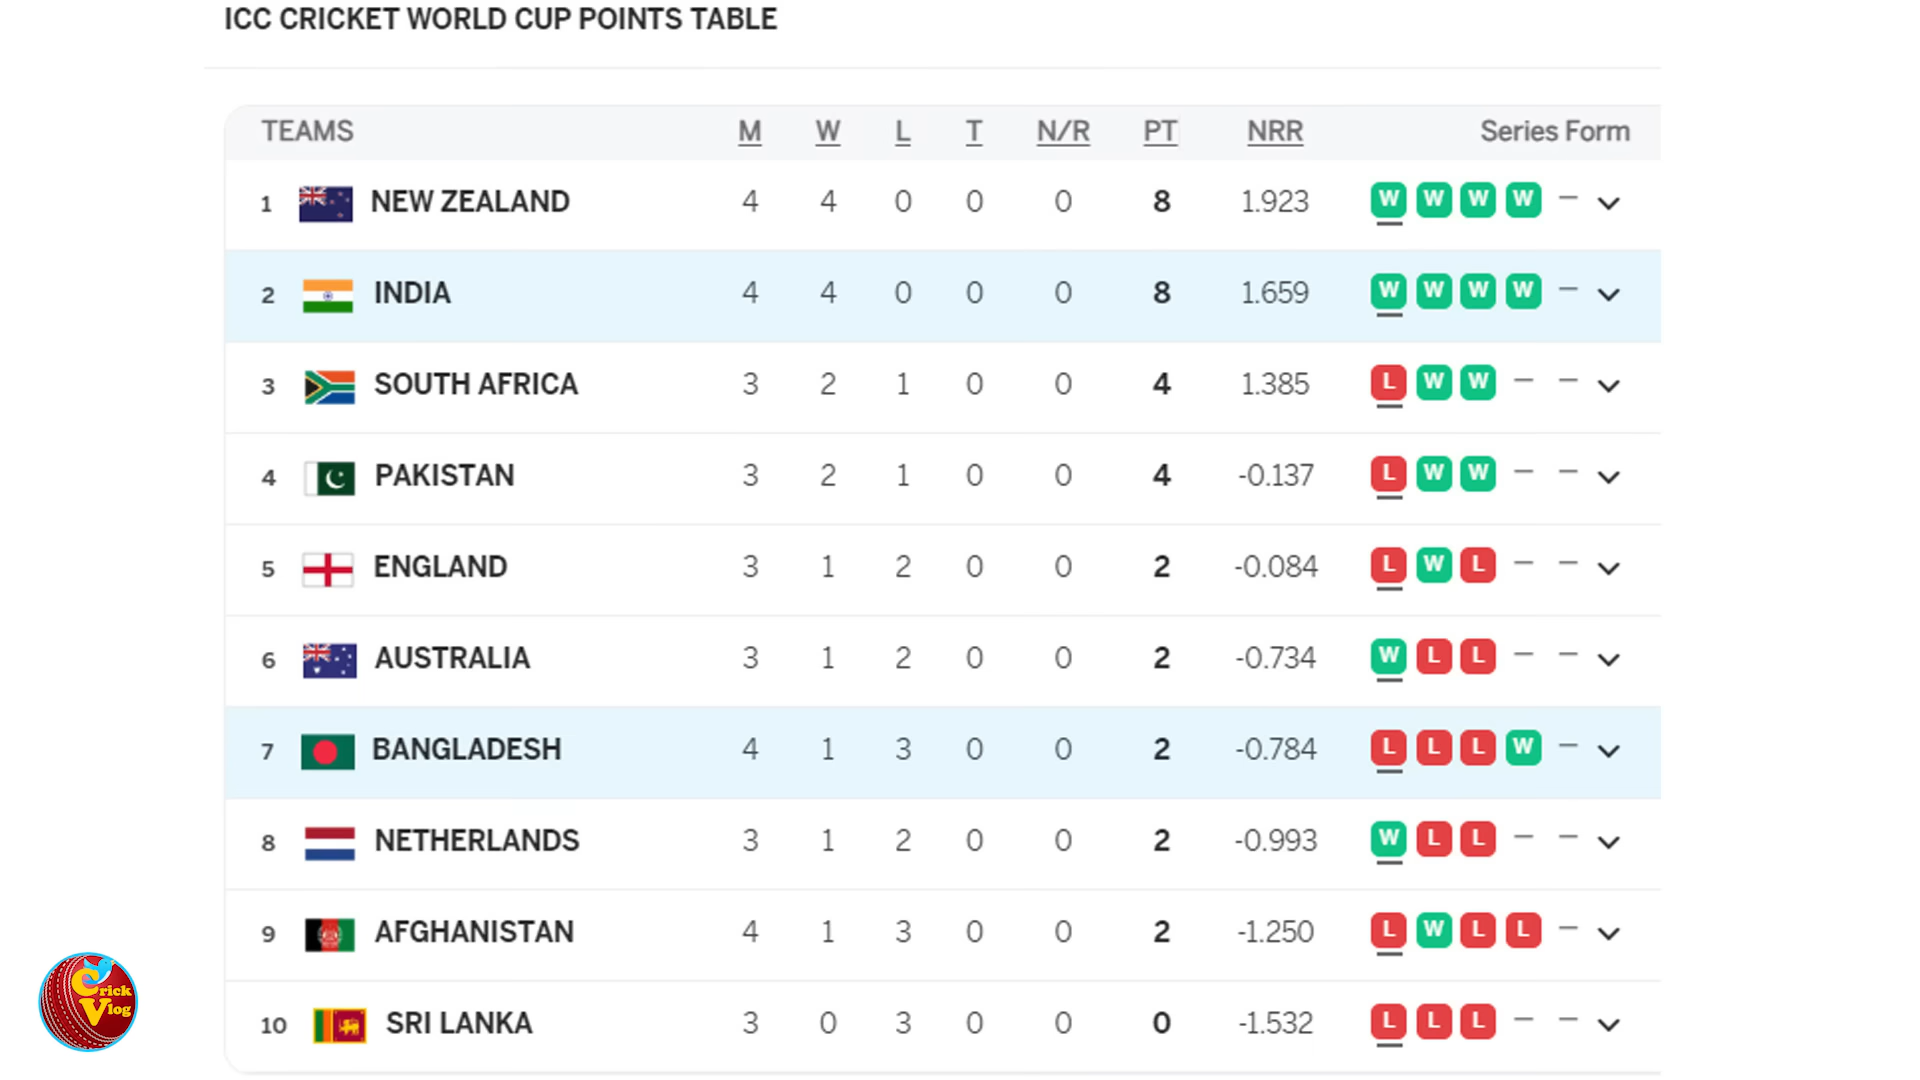 ICC CRICKET WORLD CUP POINTS TABLE
TEAMS M W L T N/R PT NRR Series Form
1 NEW ZEALAND 4 4 0 0 0 8 1.923 W W W W –
2 INDIA 4 4 0 0 0 8 1.659 W W W W –
3 SOUTH AFRICA 3 2 1 0 0 4 1.385 L W W – –
4 PAKISTAN 3 2 1 0 0 4 -0.137 L W W – –
5 ENGLAND 3 1 2 0 0 2 -0.084 L W L – –
6 AUSTRALIA 3 1 2 0 0 2 -0.734 W L L – –
7 BANGLADESH 4 1 3 0 0 2 -0.784 L L L W –
8 NETHERLANDS 3 1 2 0 0 2 -0.993 W L L – –
9 AFGHANISTAN 4 1 3 0 0 2 -1.250 L W L L –
10 SRI LANKA 3 0 3 0 0 0 -1.532 L L L – –
Crick
Vlog